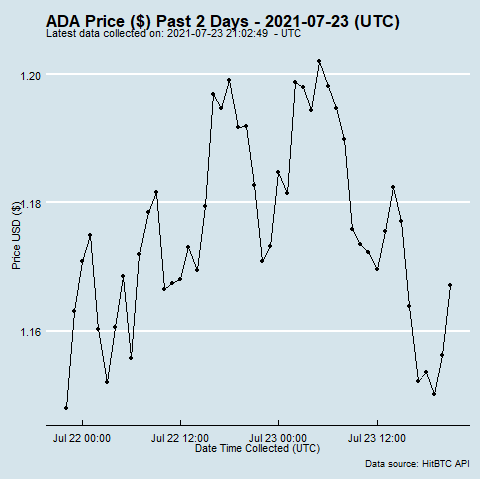 ADA Price ($) Past 2 Days - 2021-07-23 (UTC)
Latest data collected on: 2021-07-23 21:02:49 - UTC
1.20
1.18
1.16
Price USD ($)
Jul 22 00:00 Jul 22 12:00 Jul 23 00:00 Jul 23 12:00
Date Time Collected (UTC)
Data source: HitBTC API